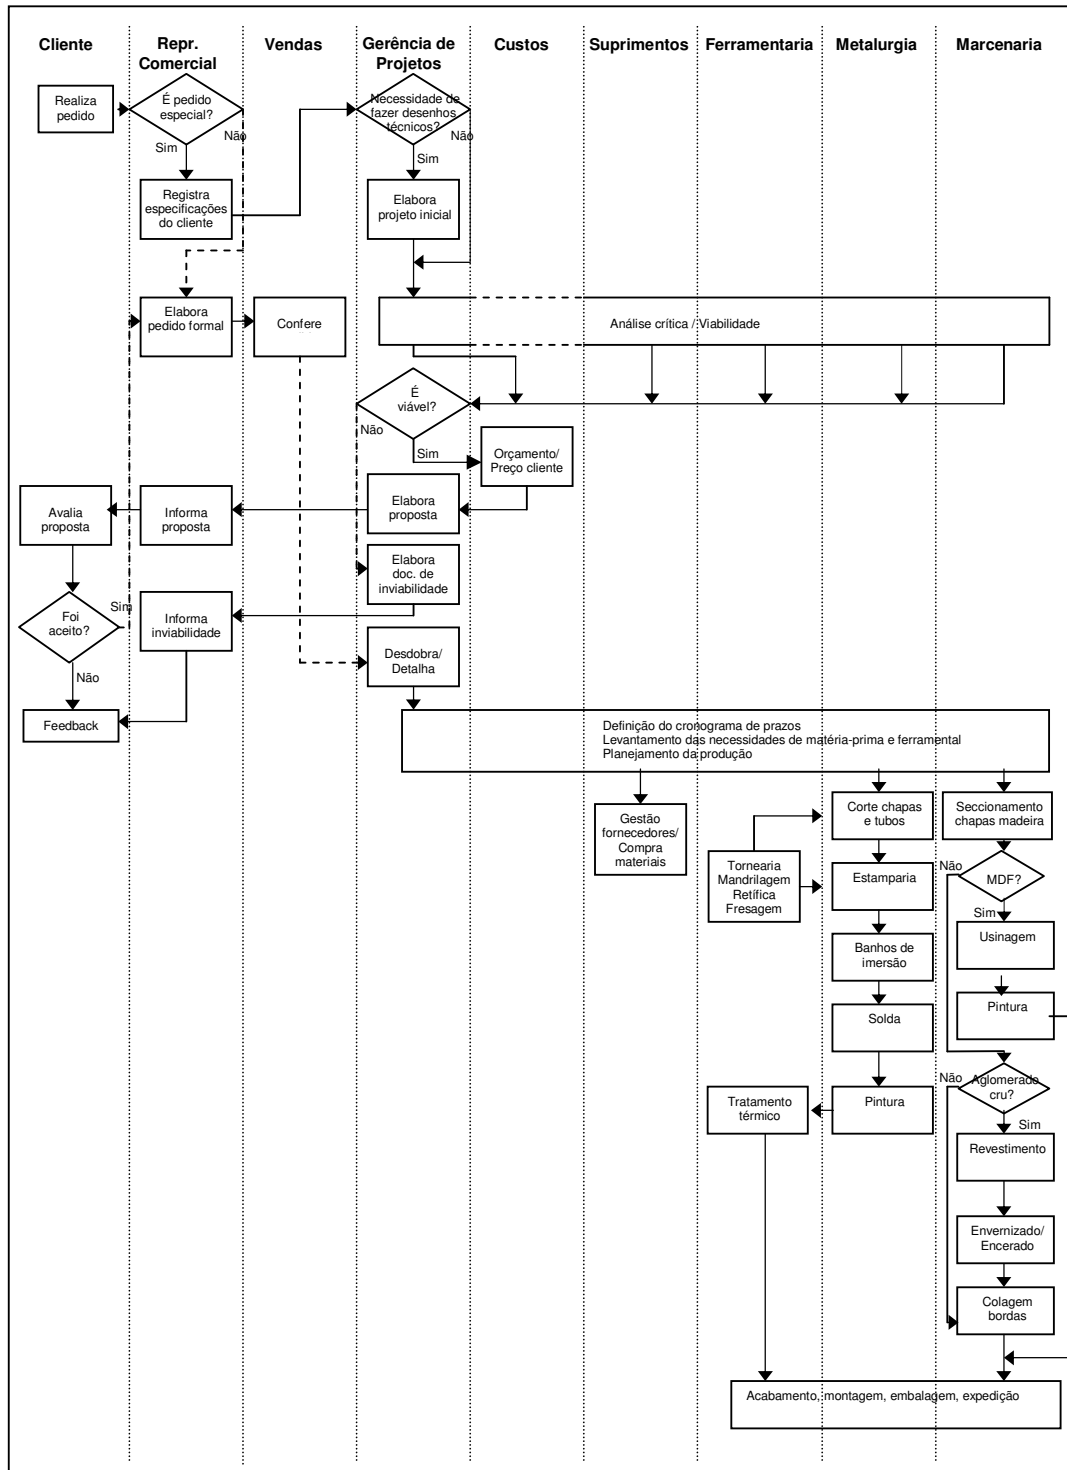 Cliente
Repr.
Comercial
Vendas
Gerência de
Projetos
Custos
Suprimentos
Ferramentaria
Metalurgia
Marcenaria
Realiza
pedido
É pedido
especial?
Não
Sim
Necessidade de
fazer desenhos
técnicos?
Não
Sim
Registra
especificações
do cliente
Elabora
projeto inicial
Elabora
pedido formal
Confere
Análise crítica / Viabilidade
É
viável?
Não
Sim
Orçamento/
Preço cliente
Avalia
proposta
Informa
proposta
Elabora
proposta
Elabora
doc. de
inviabilidade
Foi
aceito?
Sim
Não
Informa
inviabilidade
Desdobra/
Detalha
Feedback
Definição do cronograma de prazos
Levantamento das necessidades de matéria-prima e ferramental
Planejamento da produção
Gestão
fornecedores/
Compra
materiais
Corte chapas
e tubos
Seccionamento
chapas madeira
Tornearia
Mandrilagem
Retífica
Fresagem
Estamparia
Não
MDF?
Sim
Usinagem
Banhos de
imersão
Pintura
Solda
Não
Aglomerado
cru?
Sim
Tratamento
térmico
Pintura
Revestimento
Envernizado/
Encerado
Colagem
bordas
Acabamento, montagem, embalagem, expedição